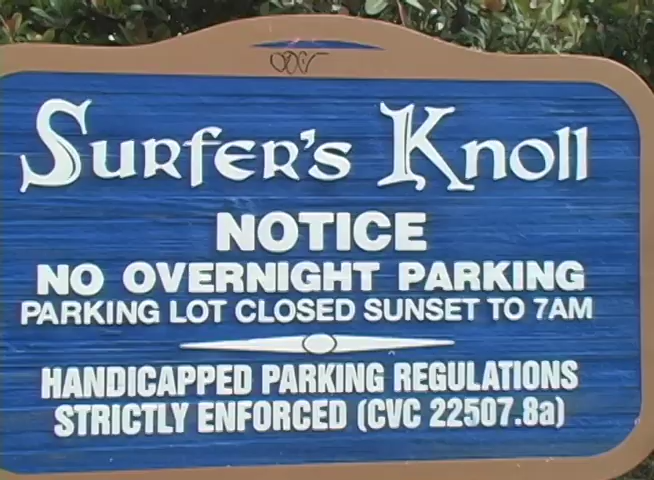 Surfer's Knoll
NOTICE
NO OVERNIGHT PARKING
PARKING LOT CLOSED SUNSET TO 7AM
HANDICAPPED PARKING REGULATIONS
STRICTLY ENFORCED (CVC 22507.8a)